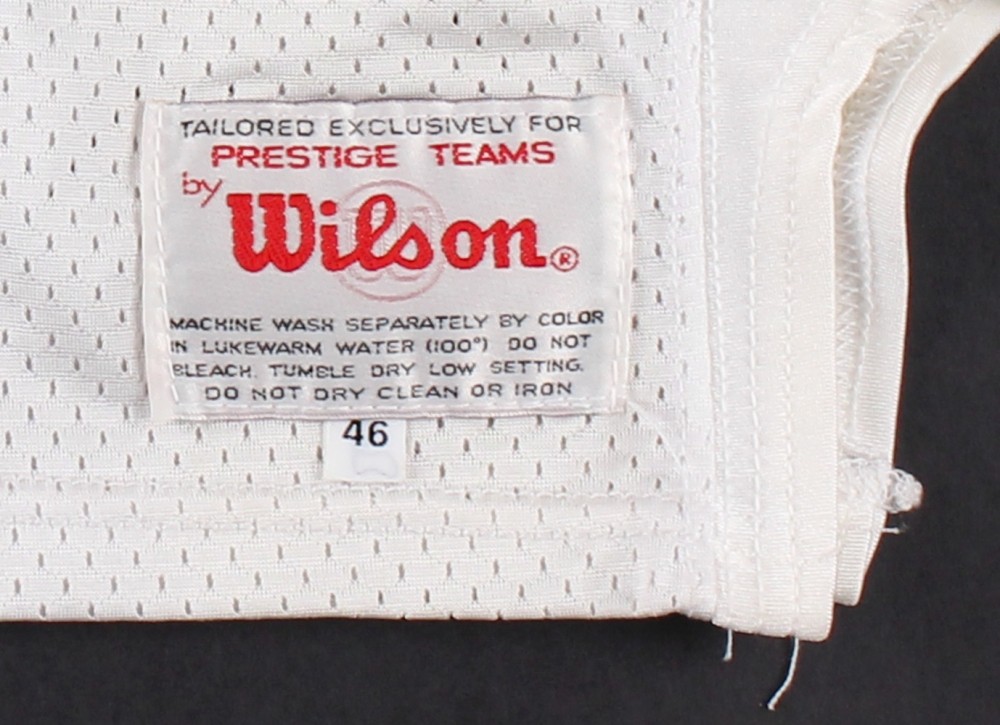 TAILORED EXCLUSIVELY FOR
PRESTIGE TEAMS
by
Wilson®
MACHINE WASH SEPARATELY BY COLOR
IN LUKEWARM WATER (100°) DO NOT
BLEACH. TUMBLE DRY LOW SETTING.
DO NOT DRY CLEAN OR IRON
46